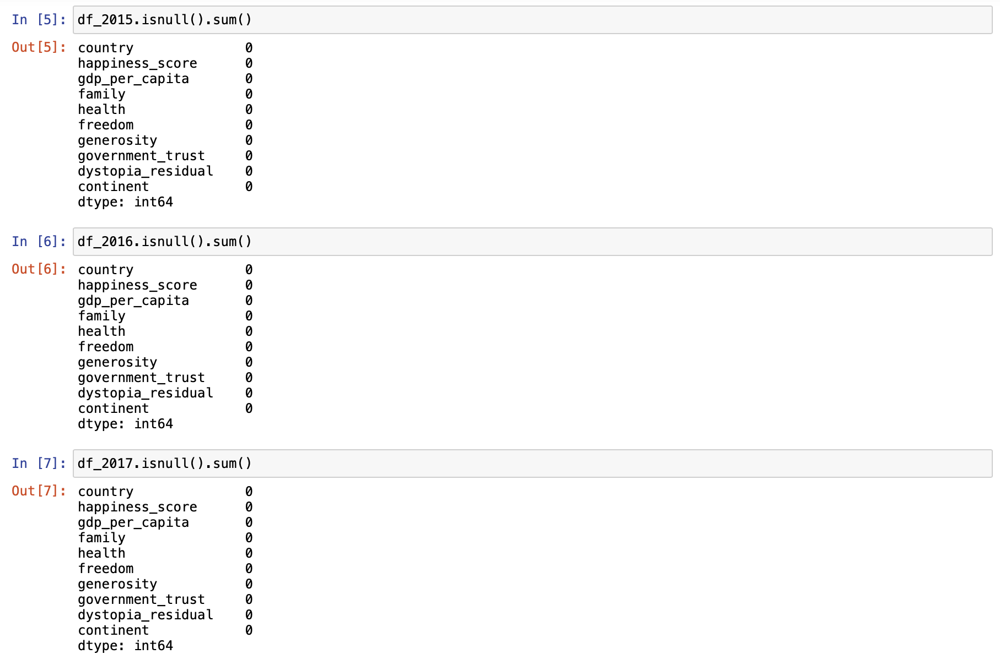 In [5]: df_2015.isnull().sum()
Out[5]: country 0
happiness_score 0
gdp_per_capita 0
family 0
health 0
freedom 0
generosity 0
government_trust 0
dystopia_residual 0
continent 0
dtype: int64
In [6]: df_2016.isnull().sum()
Out[6]: country 0
happiness_score 0
gdp_per_capita 0
family 0
health 0
freedom 0
generosity 0
government_trust 0
dystopia_residual 0
continent 0
dtype: int64
In [7]: df_2017.isnull().sum()
Out[7]: country 0
happiness_score 0
gdp_per_capita 0
family 0
health 0
freedom 0
generosity 0
government_trust 0
dystopia_residual 0
continent 0
dtype: int64